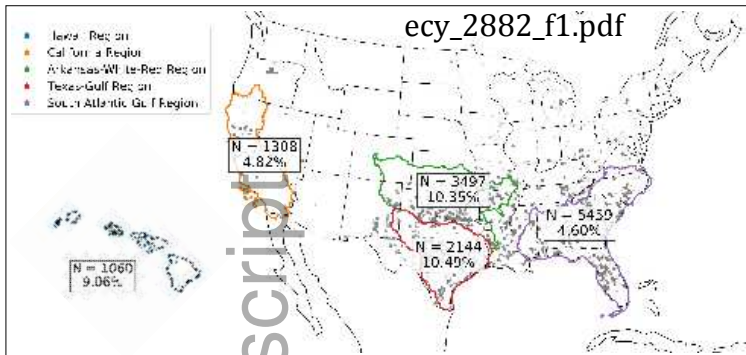 ecy_2882_f1.pdf
Hawaii Region
California Region
Arkansas-White-Red Region
Texas-Gulf Region
South Atlantic Gulf Region
N = 1308
4.82%
N = 3497
10.35%
N = 5459
4.60%
N = 2144
10.49%
N = 1060
9.06%
script